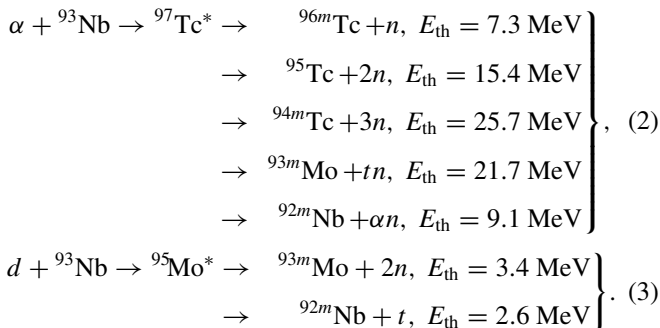 α + ⁹³Nb → ⁹⁷Tc* → ⁹⁶ᵐTc +n, E_th = 7.3 MeV
→ ⁹⁵Tc + 2n, E_th = 15.4 MeV
→ ⁹⁴ᵐTc + 3n, E_th = 25.7 MeV }, (2)
→ ⁹³ᵐMo +tn, E_th = 21.7 MeV
→ ⁹²ᵐNb + αn, E_th = 9.1 MeV
d + ⁹³Nb → ⁹⁵Mo* → ⁹³ᵐMo + 2n, E_th = 3.4 MeV }. (3)
→ ⁹²ᵐNb + t, E_th = 2.6 MeV